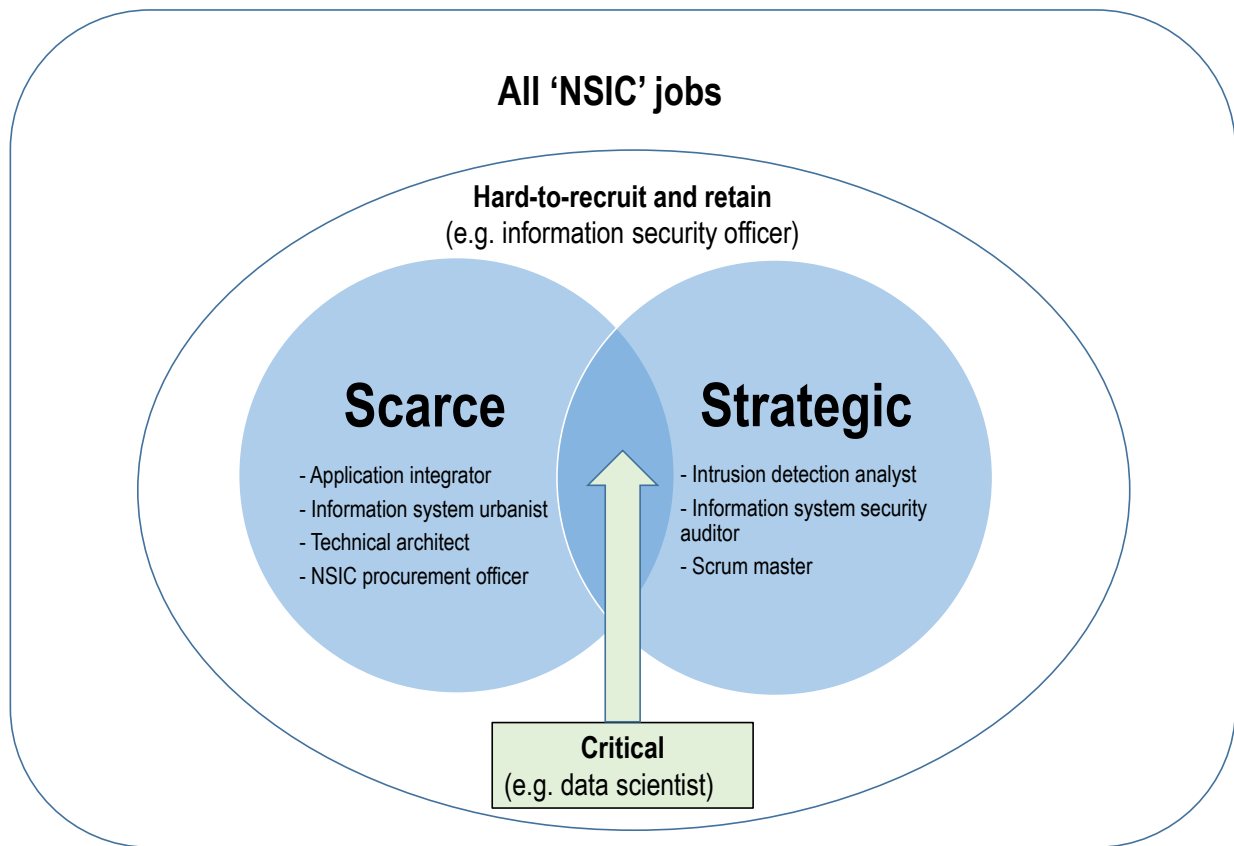 All ‘NSIC’ jobs
Hard-to-recruit and retain
(e.g. information security officer)
Scarce
- Application integrator
- Information system urbanist
- Technical architect
- NSIC procurement officer
Strategic
- Intrusion detection analyst
- Information system security
auditor
- Scrum master
Critical
(e.g. data scientist)